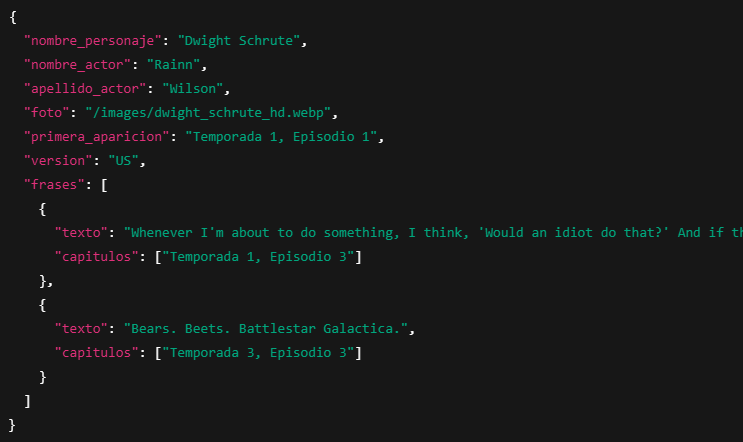 {
"nombre_personaje": "Dwight Schrute",
"nombre_actor": "Rainn",
"apellido_actor": "Wilson",
"foto": "/images/dwight_schrute_hd.webp",
"primera_aparicion": "Temporada 1, Episodio 1",
"version": "US",
"frases": [
{
"texto": "Whenever I'm about to do something, I think, 'Would an idiot do that?' And if
"capitulos": ["Temporada 1, Episodio 3"]
},
{
"texto": "Bears. Beets. Battlestar Galactica.",
"capitulos": ["Temporada 3, Episodio 3"]
}
]
}